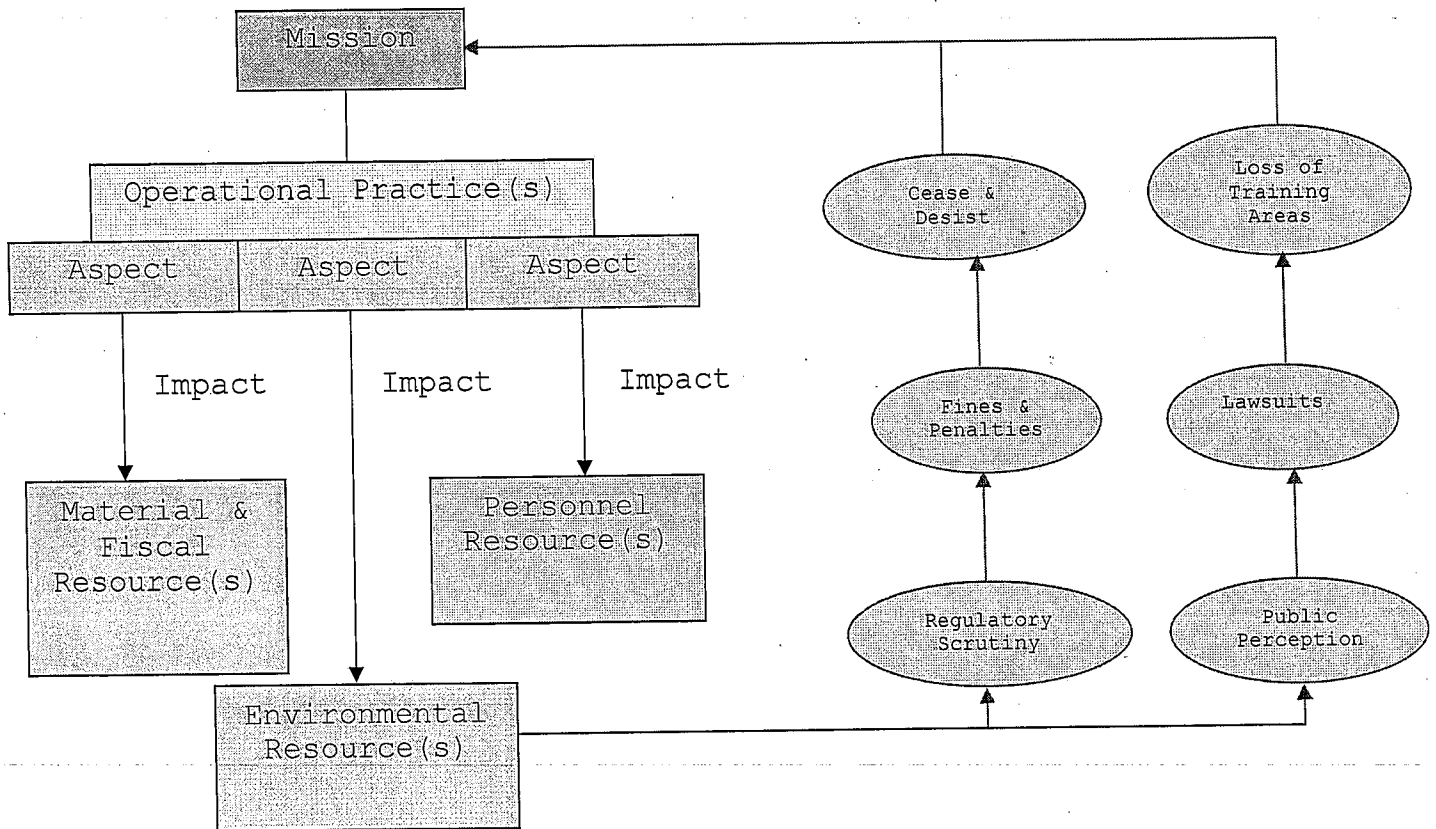 Mission
Operational Practice(s)
Aspect
Aspect
Aspect
Impact
Impact
Impact
Material &
Fiscal
Resource(s)
Personnel
Resource(s)
Environmental
Resource(s)
Cease &
Desist
Loss of
Training
Areas
Fines &
Penalties
Lawsuits
Regulatory
Scrutiny
Public
Perception